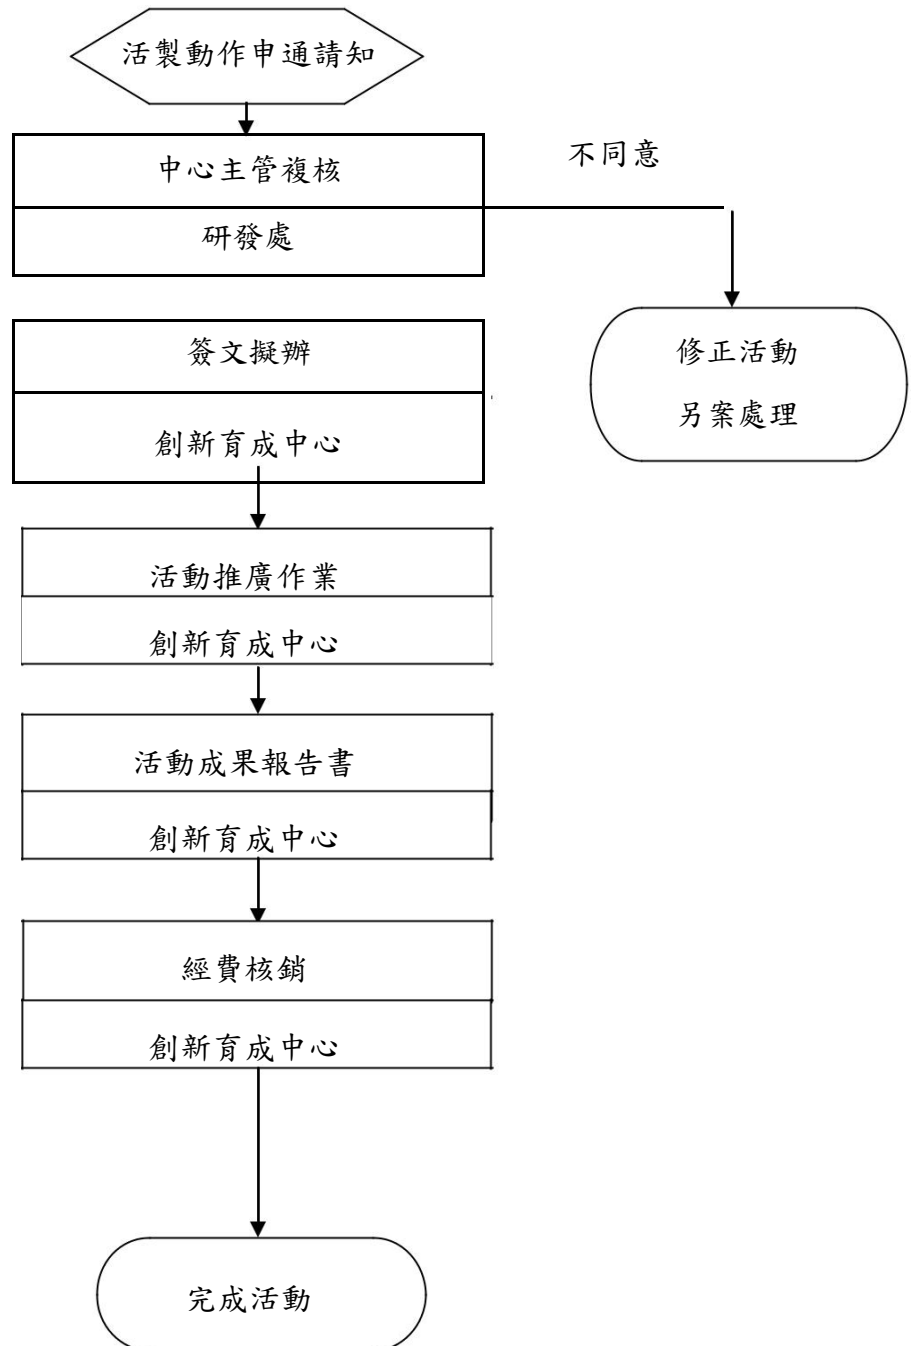 活製動作申通請知
中心主管複核
不同意
研發處
簽文擬辦
修正活動
另案處理
創新育成中心
活動推廣作業
創新育成中心
活動成果報告書
創新育成中心
經費核銷
創新育成中心
完成活動